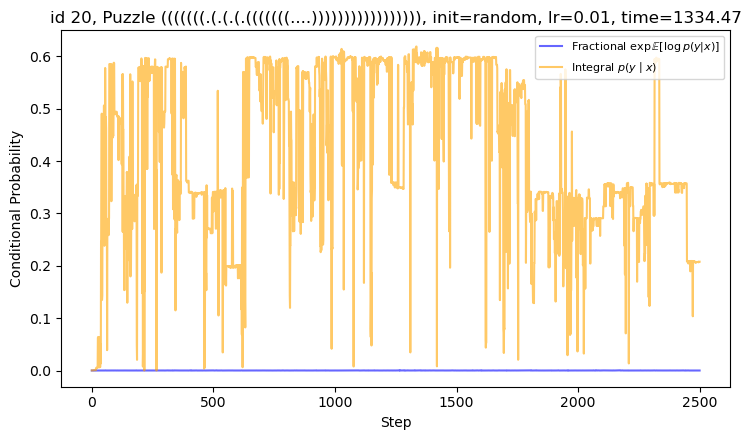 id 20, Puzzle (((((((.(.(.(.(((((((....))))))))))))))))), init=random, lr=0.01, time=1334.47
Fractional exp𝔼[log p(y|x)]
Integral p(y | x)
Conditional Probability
0.6
0.5
0.4
0.3
0.2
0.1
0.0
0 500 1000 1500 2000 2500
Step